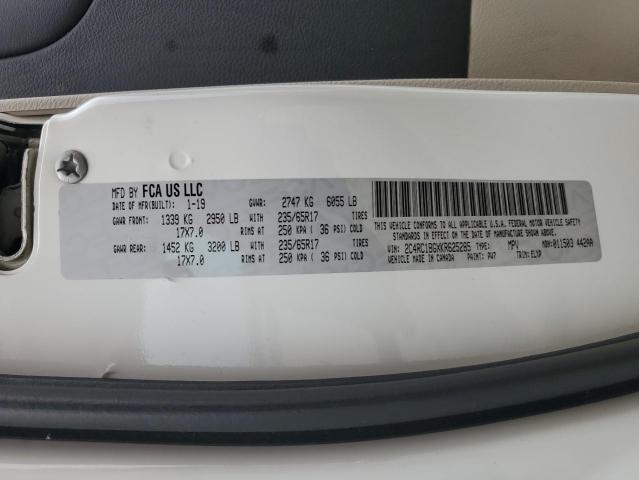 MFD BY FCA US LLC
DATE OF MFR(BUILT): 1-19 GVWR: 2747 KG 6055 LB
GAWR FRONT: 1339 KG 2950 LB WITH 235/65R17 TIRES
17X7.0 RIMS AT 250 KPA ( 36 PSI) COLD
GAWR REAR: 1452 KG 3200 LB WITH 235/65R17 TIRES
17X7.0 RIMS AT 250 KPA ( 36 PSI) COLD
THIS VEHICLE CONFORMS TO ALL APPLICABLE U.S.A. FEDERAL MOTOR VEHICLE SAFETY
STANDARDS IN EFFECT ON THE DATE OF MANUFACTURE SHOWN ABOVE.
VIN: 2C4RC1BGXKR625285 TYPE: MPV MDH: 011503 442AA
VEHICLE MADE IN CANADA PAINT: PW7 TRIM: ELXP